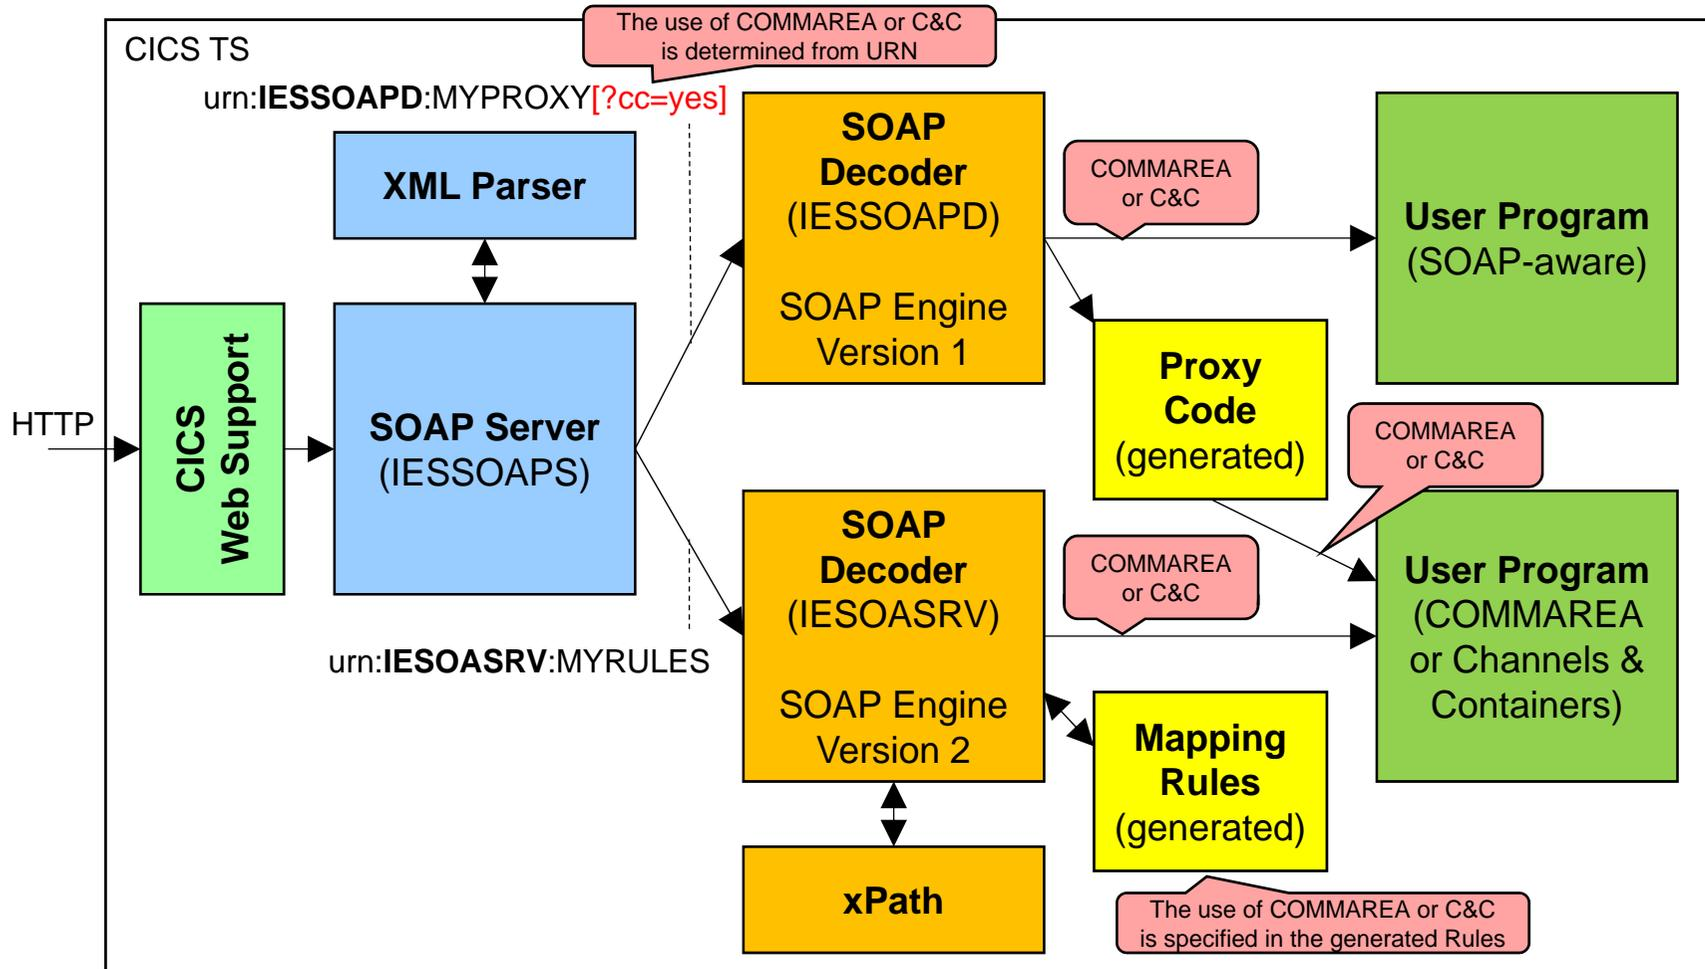 The use of COMMAREA or C&C
is determined from URN
CICS TS
urn:IESSOAPD:MYPROXY[?cc=yes]
XML Parser
SOAP
Decoder
(IESSOAPD)
SOAP Engine
Version 1
COMMAREA
or C&C
User Program
(SOAP-aware)
HTTP
CICS
Web Support
SOAP Server
(IESSOAPS)
Proxy
Code
(generated)
COMMAREA
or C&C
SOAP
Decoder
(IESOASRV)
SOAP Engine
Version 2
COMMAREA
or C&C
User Program
(COMMAREA
or Channels &
Containers)
urn:IESOASRV:MYRULES
Mapping
Rules
(generated)
xPath
The use of COMMAREA or C&C
is specified in the generated Rules